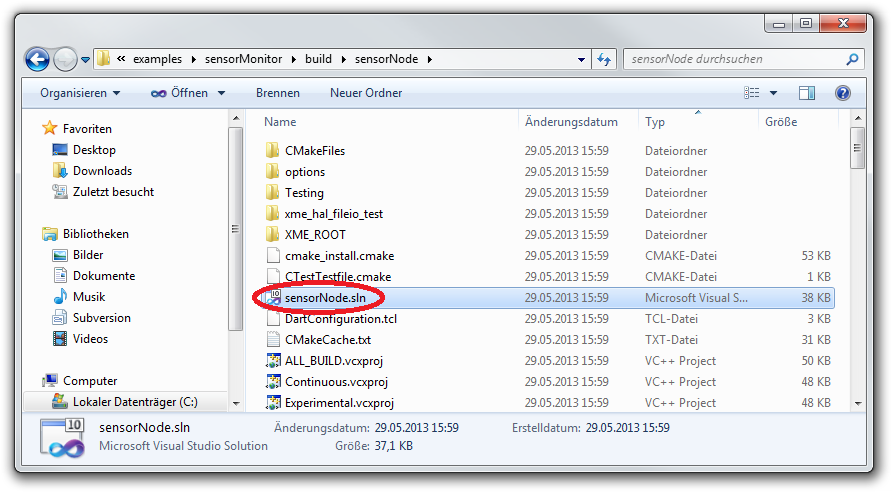 « examples sensorMonitor build sensorNode sensorNode durchsuchen
Organisieren Öffnen Brennen Neuer Ordner
Favoriten
Desktop
Downloads
Zuletzt besucht
Bibliotheken
Bilder
Dokumente
Musik
Subversion
Videos
Computer
Lokaler Datenträger (C:)
Name Änderungsdatum Typ Größe
CMakeFiles 29.05.2013 15:59 Dateiordner
options 29.05.2013 15:59 Dateiordner
Testing 29.05.2013 15:59 Dateiordner
xme_hal_fileio_test 29.05.2013 15:59 Dateiordner
XME_ROOT 29.05.2013 15:59 Dateiordner
cmake_install.cmake 29.05.2013 15:59 CMAKE-Datei 53 KB
CTestTestfile.cmake 29.05.2013 15:59 CMAKE-Datei 1 KB
sensorNode.sln 29.05.2013 15:59 Microsoft Visual S... 38 KB
DartConfiguration.tcl 29.05.2013 15:59 TCL-Datei 3 KB
CMakeCache.txt 29.05.2013 15:59 TXT-Datei 31 KB
ALL_BUILD.vcxproj 29.05.2013 15:59 VC++ Project 50 KB
Continuous.vcxproj 29.05.2013 15:59 VC++ Project 48 KB
Experimental.vcxproj 29.05.2013 15:59 VC++ Project 48 KB
10
sensorNode.sln Änderungsdatum: 29.05.2013 15:59 Erstelldatum: 29.05.2013 15:59
Microsoft Visual Studio Solution Größe: 37,1 KB